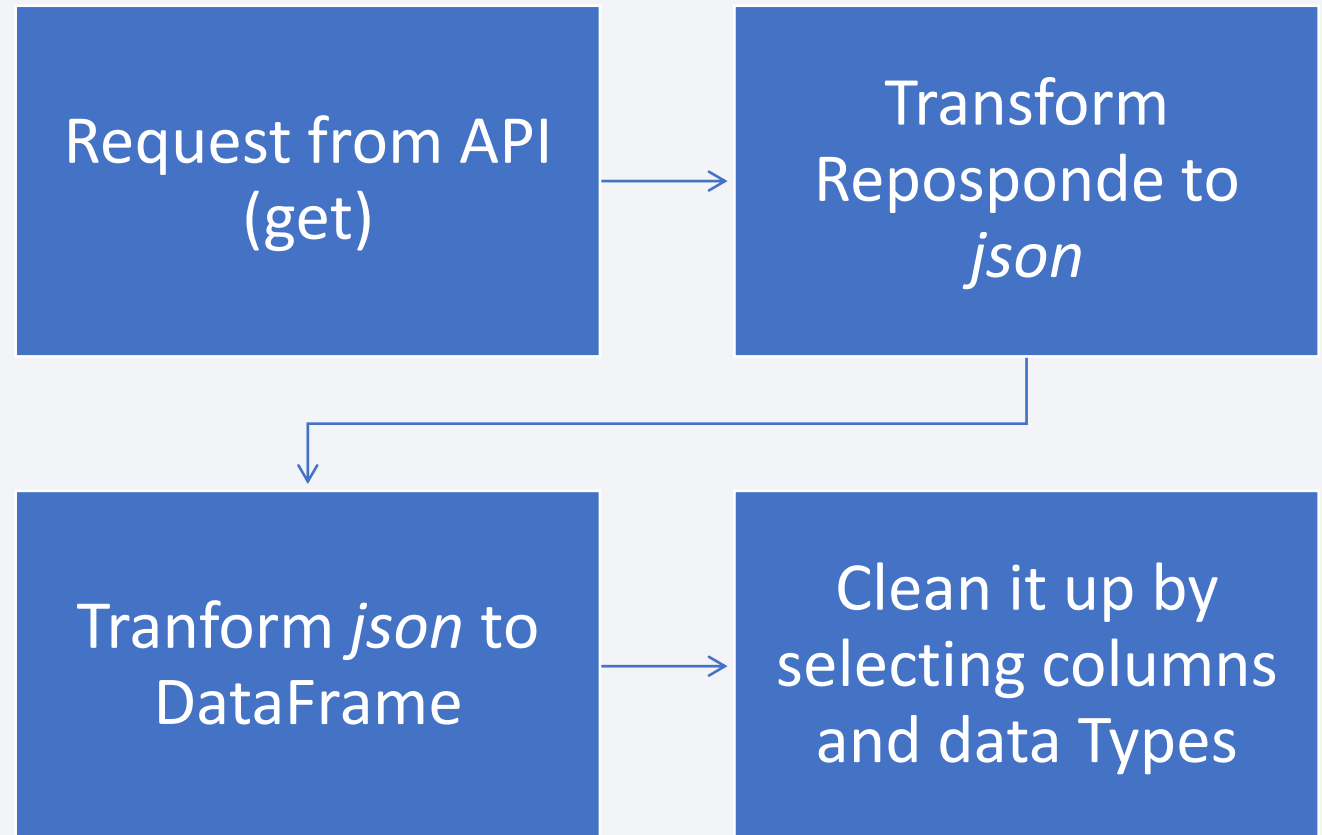 Request from API
(get)
Transform
Reposponde to
json
Tranform json to
DataFrame
Clean it up by
selecting columns
and data Types